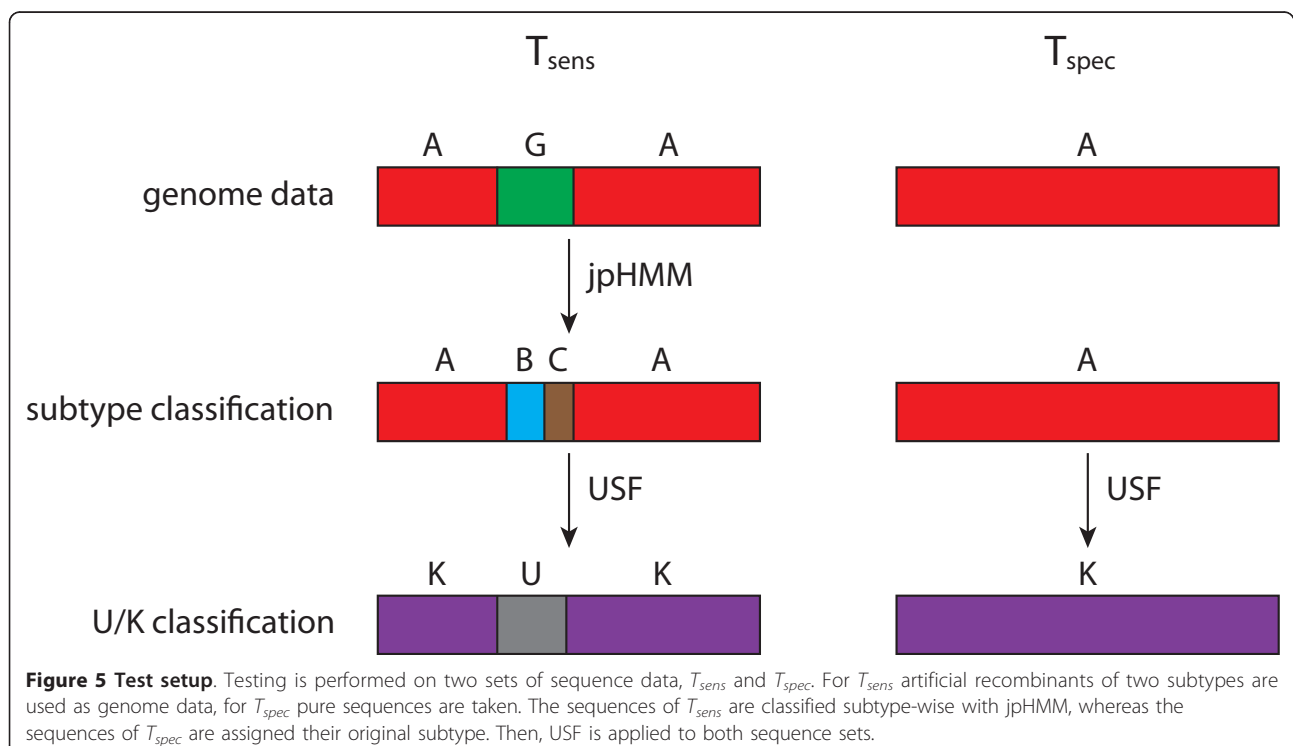 T_sens T_spec
A G A A
genome data
jpHMM
A B C A A
subtype classification
USF USF
K U K K
U/K classification
Figure 5 Test setup. Testing is performed on two sets of sequence data, T_sens and T_spec. For T_sens artificial recombinants of two subtypes are
used as genome data, for T_spec pure sequences are taken. The sequences of T_sens are classified subtype-wise with jpHMM, whereas the
sequences of T_spec are assigned their original subtype. Then, USF is applied to both sequence sets.